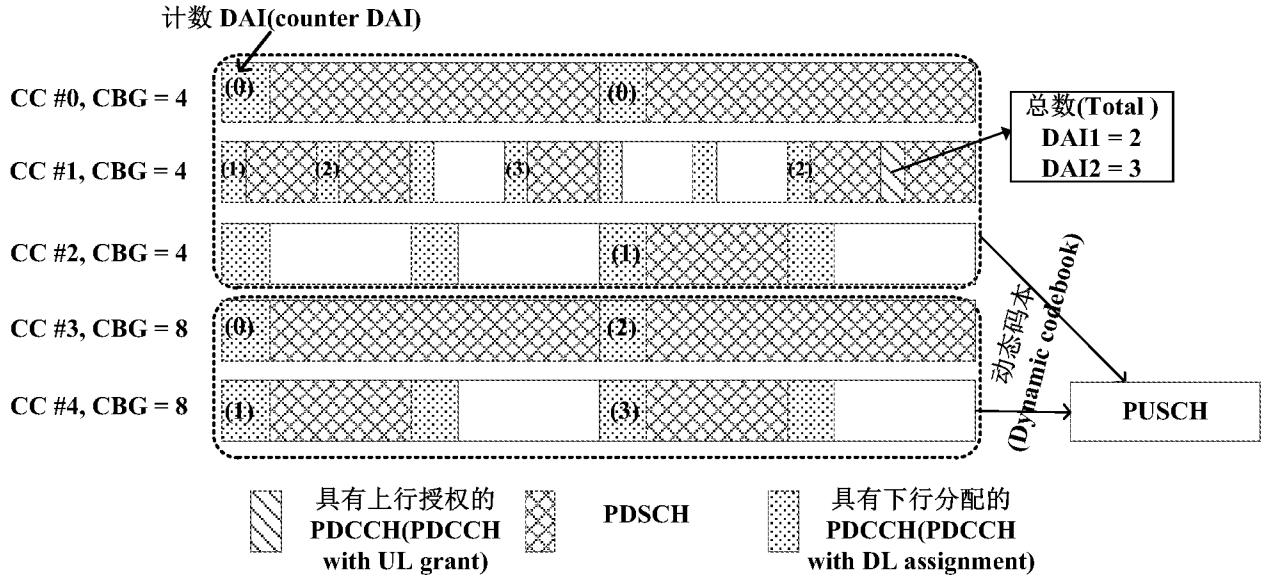 计数 DAI(counter DAI)
CC #0, CBG = 4
(0)
(0)
总数(Total )
DAI1 = 2
DAI2 = 3
CC #1, CBG = 4
(1)
(2)
(3)
(2)
CC #2, CBG = 4
(1)
CC #3, CBG = 8
(0)
(2)
动态码本
(Dynamic codebook)
CC #4, CBG = 8
(1)
(3)
PUSCH
具有上行授权的
PDCCH(PDCCH
with UL grant)
PDSCH
具有下行分配的
PDCCH(PDCCH
with DL assignment)